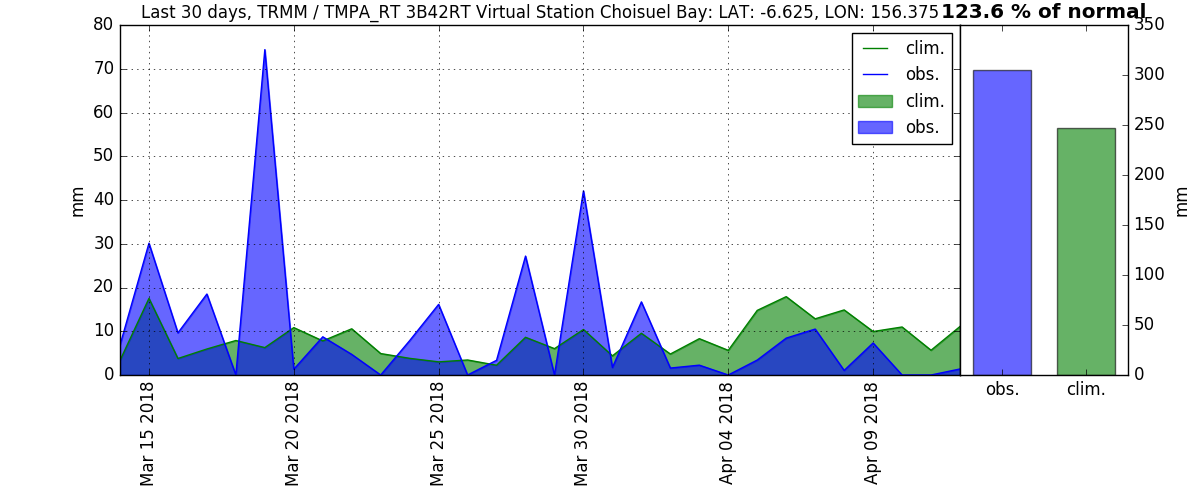 Last 30 days, TRMM / TMPA_RT 3B42RT Virtual Station Choisuel Bay: LAT: -6.625, LON: 156.375
123.6 % of normal
mm
80
70
60
50
40
30
20
10
0
Mar 15 2018
Mar 20 2018
Mar 25 2018
Mar 30 2018
Apr 04 2018
Apr 09 2018
clim.
obs.
clim.
obs.
350
300
250
200
150
100
50
0
mm
obs.
clim.